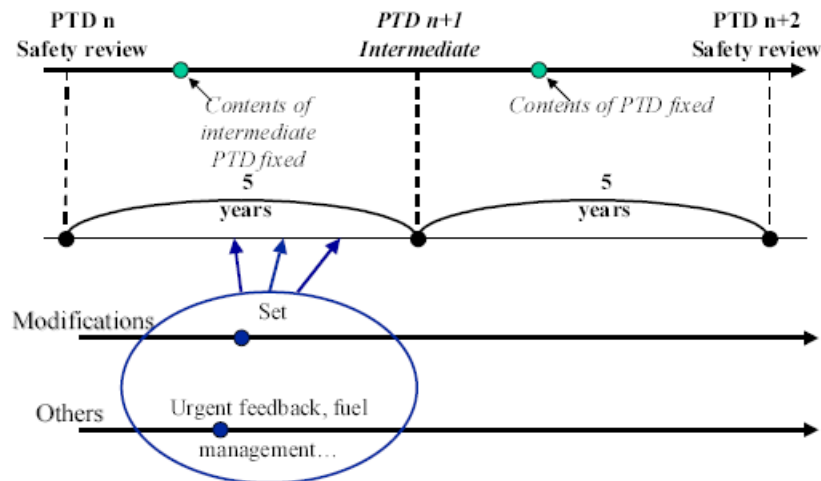 PTD n
Safety review
PTD n+1
Intermediate
PTD n+2
Safety review
Contents of
intermediate
PTD fixed
Contents of PTD fixed
5
years
5
years
Set
Modifications
Others
Urgent feedback, fuel
management…